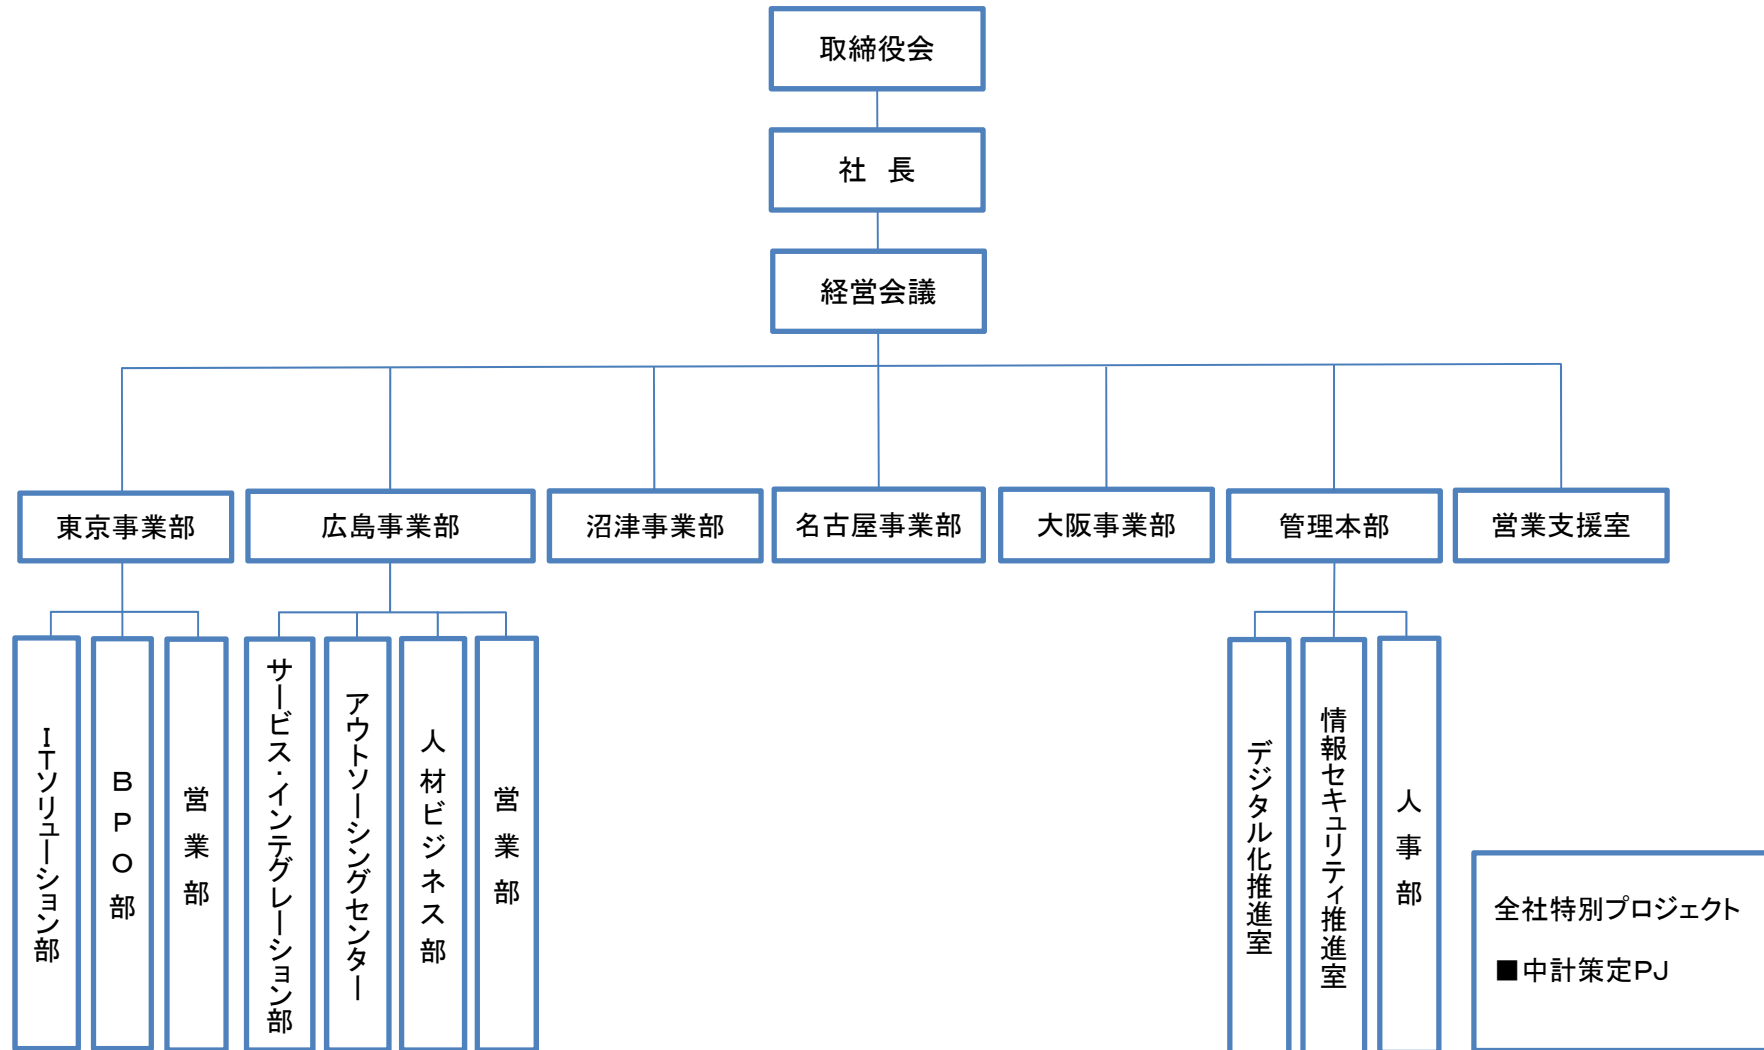 取締役会
社　長
経営会議
東京事業部
広島事業部
沼津事業部
名古屋事業部
大阪事業部
管理本部
営業支援室
ITソリューション部
ＢＰＯ部
営業部
サービス・インテグレーション部
アウトソーシングセンター
人材ビジネス部
営業部
デジタル化推進室
情報セキュリティ推進室
人事部
全社特別プロジェクト
■中計策定PJ